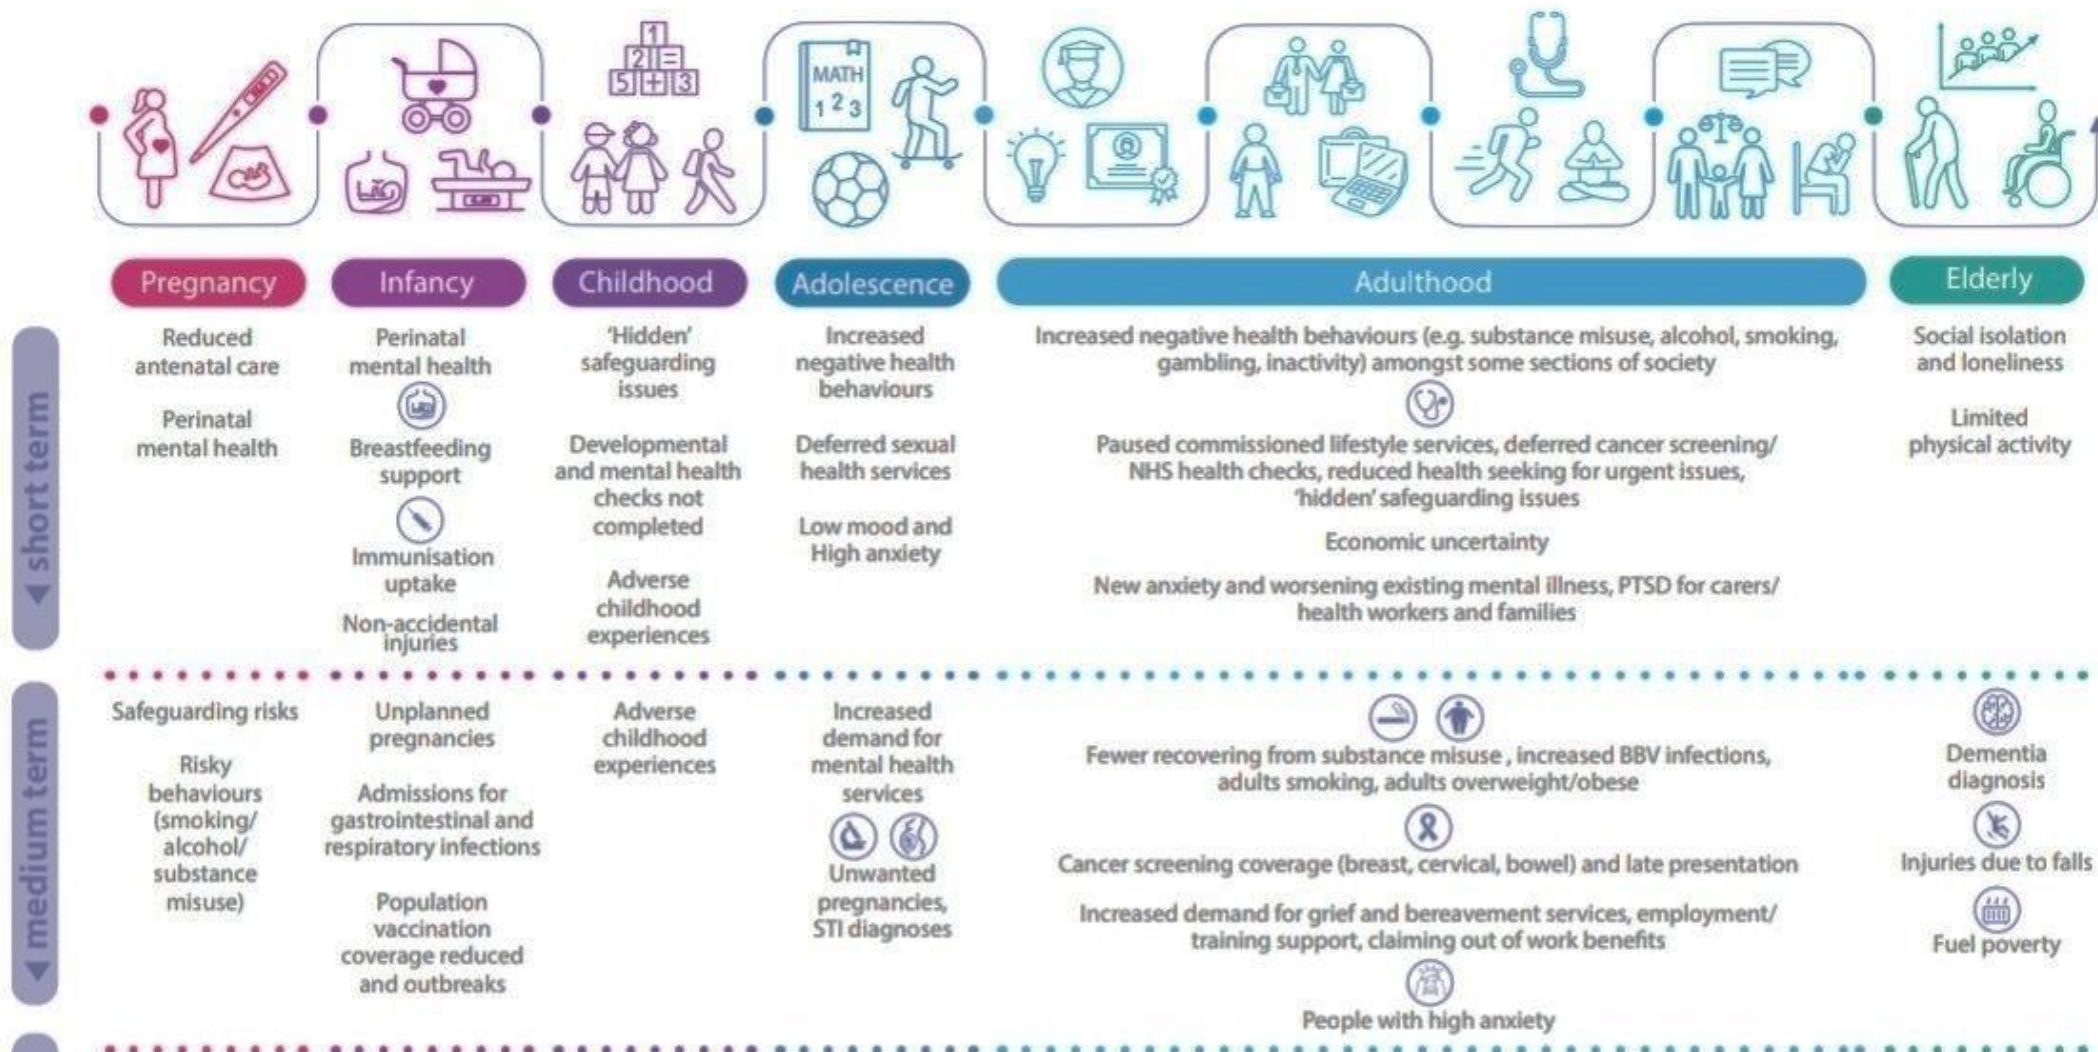 1
2 =
5 + 3
MATH
1 2 3
Pregnancy
Infancy
Childhood
Adolescence
Adulthood
Elderly
short term
Reduced
antenatal care
Perinatal
mental health
Perinatal
mental health
Breastfeeding
support
Immunisation
uptake
Non-accidental
injuries
'Hidden'
safeguarding
issues
Developmental
and mental health
checks not
completed
Adverse
childhood
experiences
Increased
negative health
behaviours
Deferred sexual
health services
Low mood and
High anxiety
Increased negative health behaviours (e.g. substance misuse, alcohol, smoking,
gambling, inactivity) amongst some sections of society
Paused commissioned lifestyle services, deferred cancer screening/
NHS health checks, reduced health seeking for urgent issues,
'hidden' safeguarding issues
Economic uncertainty
New anxiety and worsening existing mental illness, PTSD for carers/
health workers and families
Social isolation
and loneliness
Limited
physical activity
medium term
Safeguarding risks
Risky
behaviours
(smoking/
alcohol/
substance
misuse)
Unplanned
pregnancies
Admissions for
gastrointestinal and
respiratory infections
Population
vaccination
coverage reduced
and outbreaks
Adverse
childhood
experiences
Increased
demand for
mental health
services
Unwanted
pregnancies,
STI diagnoses
Fewer recovering from substance misuse , increased BBV infections,
adults smoking, adults overweight/obese
Cancer screening coverage (breast, cervical, bowel) and late presentation
Increased demand for grief and bereavement services, employment/
training support, claiming out of work benefits
People with high anxiety
Dementia
diagnosis
Injuries due to falls
Fuel poverty